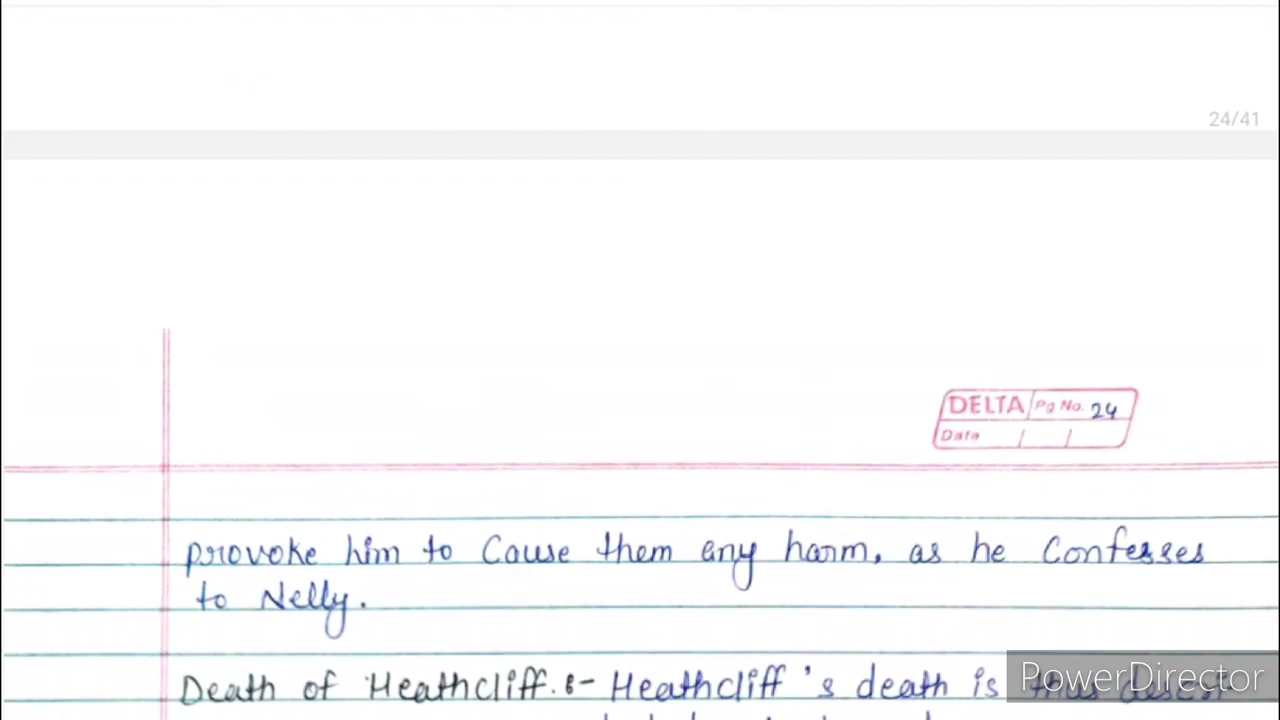 24/41
DELTA Pg No. 24
Date / /
provoke him to Cause them any harm, as he Confesses
to Nelly.
Death of Heathcliff. :- Heathcliff 's death is thus
PowerDirector